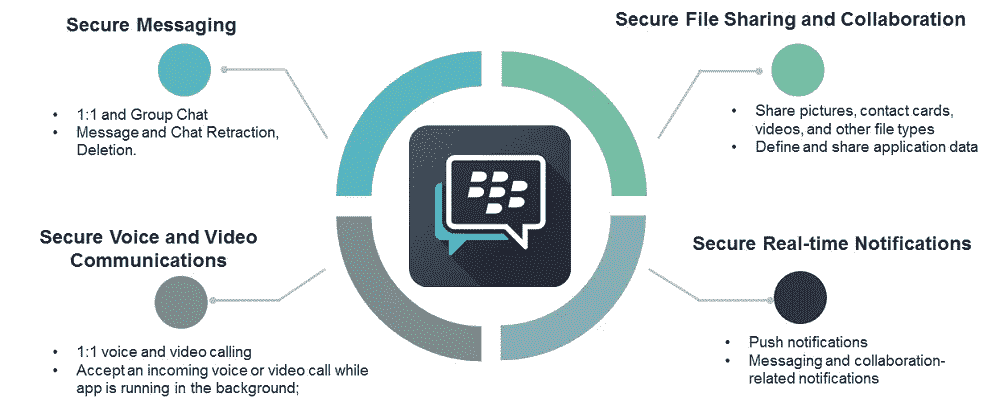 Secure Messaging
• 1:1 and Group Chat
• Message and Chat Retraction,
Deletion.
Secure File Sharing and Collaboration
• Share pictures, contact cards,
videos, and other file types
• Define and share application data
Secure Voice and Video
Communications
• 1:1 voice and video calling
• Accept an incoming voice or video call while
app is running in the background;
Secure Real-time Notifications
• Push notifications
• Messaging and collaboration-
related notifications